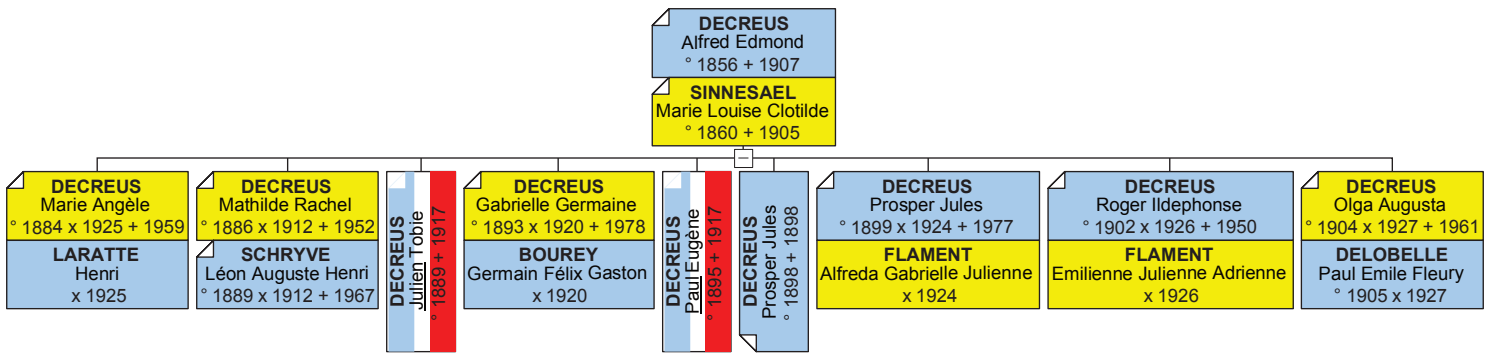 DECREUS
Alfred Edmond
° 1856 + 1907
SINNESAEL
Marie Louise Clotilde
° 1860 + 1905
DECREUS
Marie Angèle
° 1884 x 1925 + 1959
LARATTE
Henri
x 1925
DECREUS
Mathilde Rachel
° 1886 x 1912 + 1952
SCHRYVE
Léon Auguste Henri
° 1889 x 1912 + 1967
DECREUS
Julien Tobie
° 1889 + 1917
DECREUS
Gabrielle Germaine
° 1893 x 1920 + 1978
BOUREY
Germain Félix Gaston
x 1920
DECREUS
Paul Eugène
° 1895 + 1917
DECREUS
Prosper Jules
° 1898 + 1898
DECREUS
Prosper Jules
° 1899 x 1924 + 1977
FLAMENT
Alfreda Gabrielle Julienne
x 1924
DECREUS
Roger Ildephonse
° 1902 x 1926 + 1950
FLAMENT
Emilienne Julienne Adrienne
x 1926
DECREUS
Olga Augusta
° 1904 x 1927 + 1961
DELOBELLE
Paul Emile Fleury
° 1905 x 1927